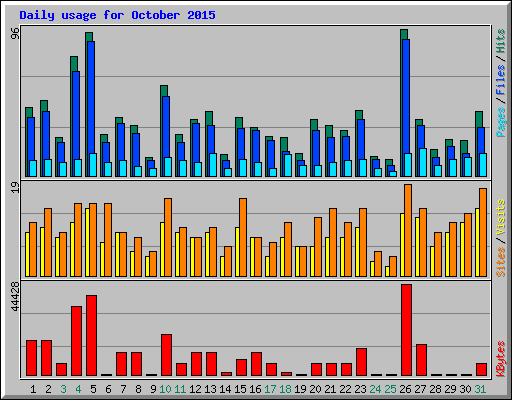 Daily usage for October 2015
96
Pages / Files / Hits
19
Sites / Visits
44428
KBytes
1 2 3 4 5 6 7 8 9 10 11 12 13 14 15 16 17 18 19 20 21 22 23 24 25 26 27 28 29 30 31